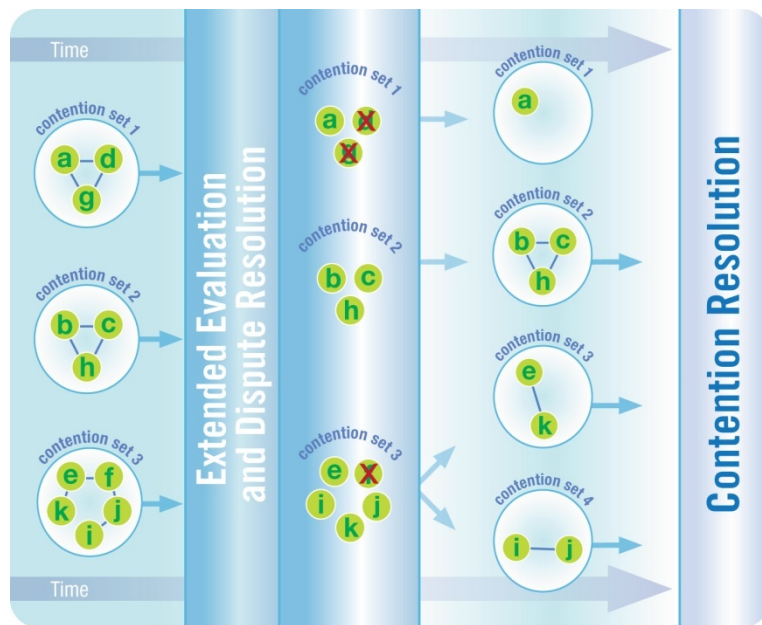 Time
contention set 1
a d
g
contention set 2
b c
h
contention set 3
e f
k j
i
Time
Extended Evaluation
and Dispute Resolution
contention set 1
a
contention set 2
b c
h
contention set 3
e
i j
k
contention set 1
a
contention set 2
b c
h
contention set 3
e
k
contention set 4
i j
Contention Resolution